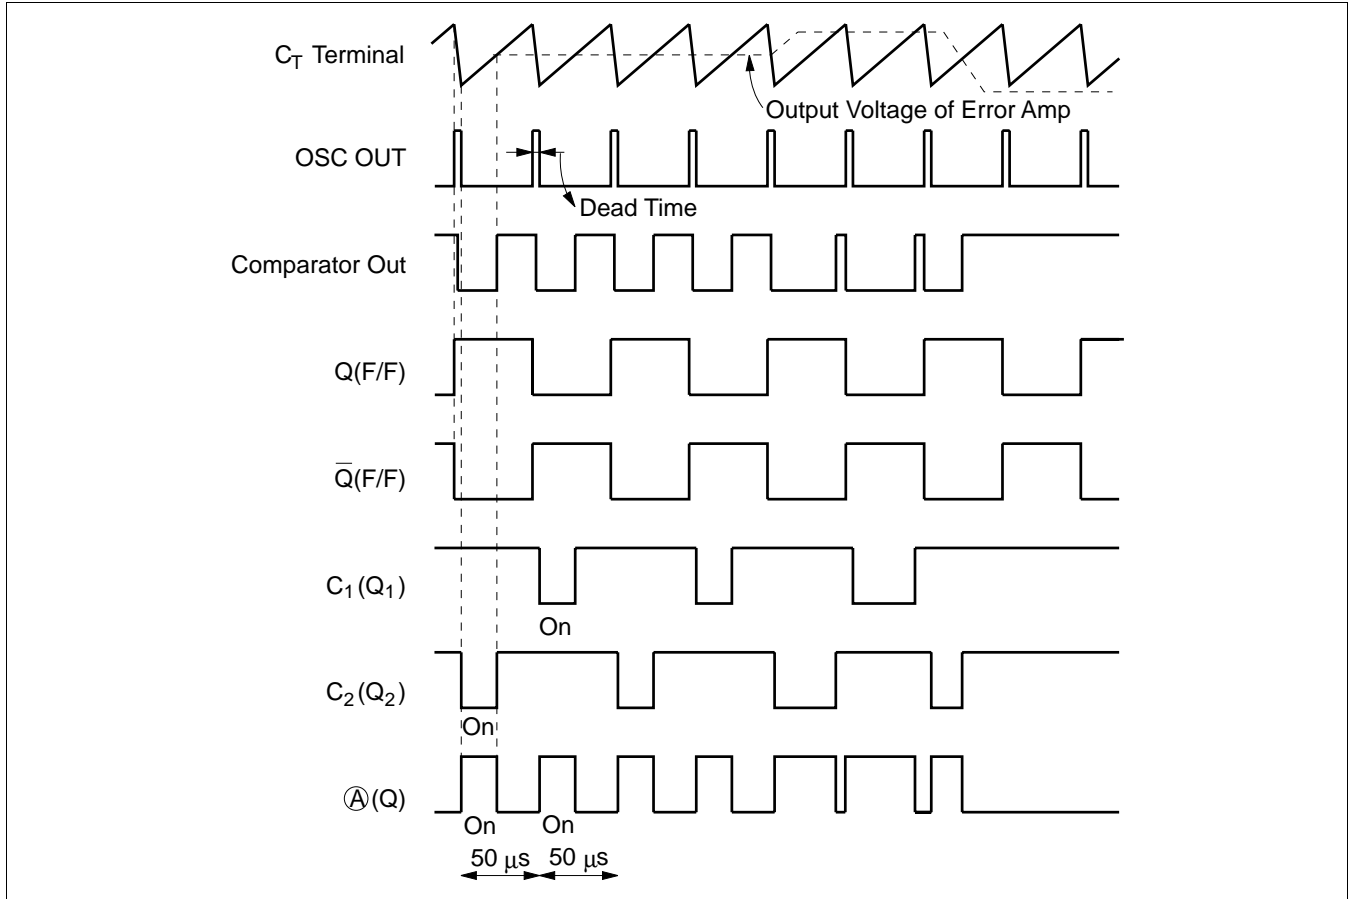 C_T Terminal
Output Voltage of Error Amp
OSC OUT
Dead Time
Comparator Out
Q(F/F)
Q̅(F/F)
C₁(Q₁)
On
C₂(Q₂)
On
Ⓐ(Q)
On On
50 μs 50 μs